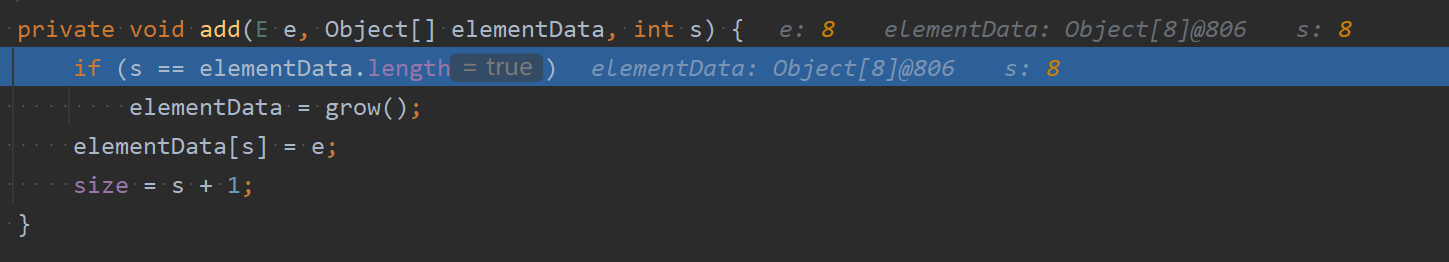 private void add(E e, Object[] elementData, int s) { e: 8 elementData: Object[8]@806 s: 8
if (s == elementData.length = true ) elementData: Object[8]@806 s: 8
elementData = grow();
elementData[s] = e;
size = s + 1;
}